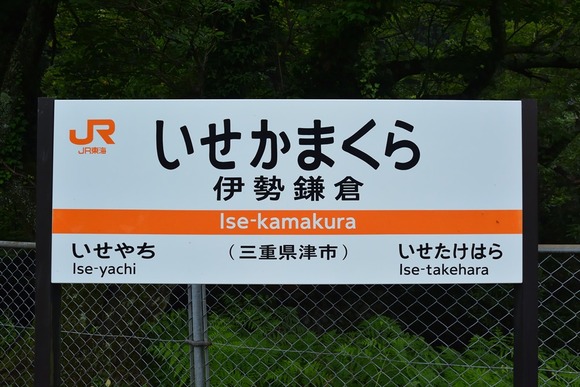 JR
JR東海
いせかまくら
伊勢鎌倉
Ise-kamakura
いせやち
Ise-yachi
（三重県津市）
いせたけはら
Ise-takehara